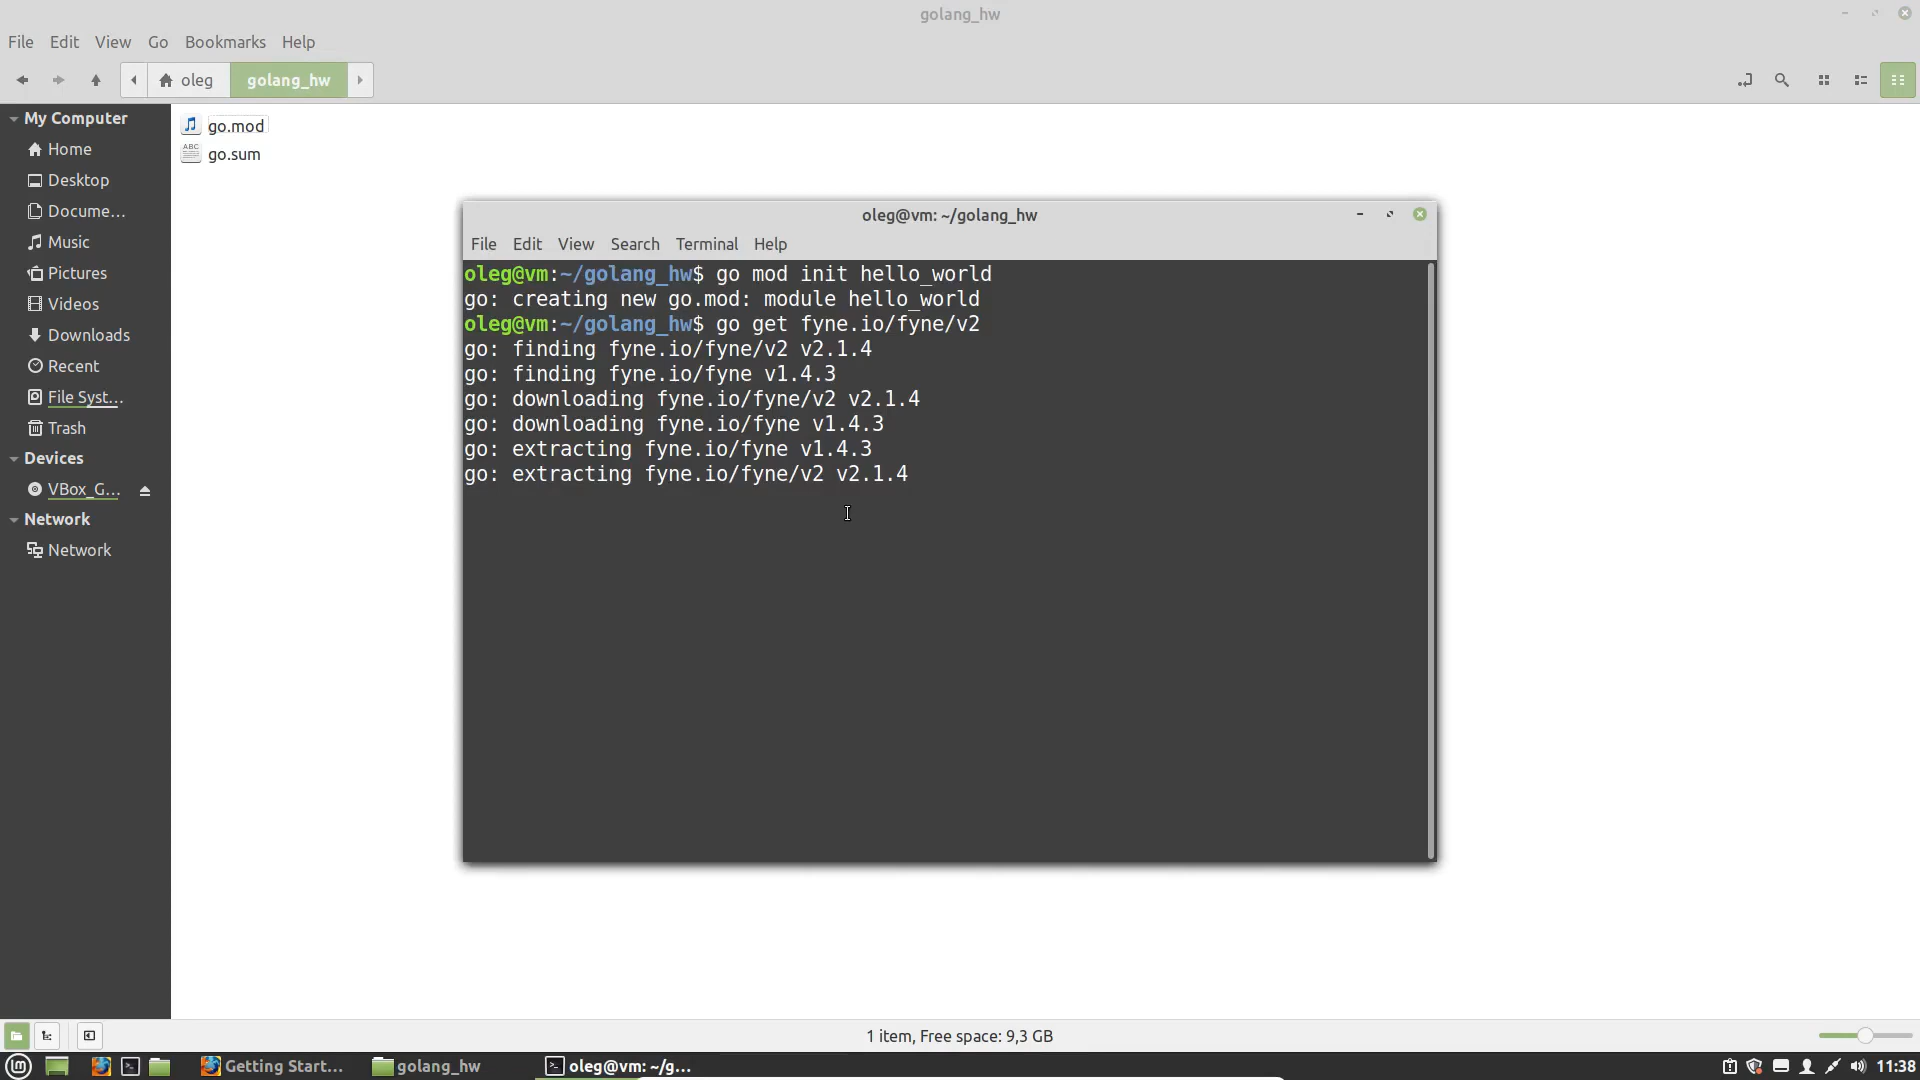 golang_hw
File Edit View Go Bookmarks Help
oleg golang_hw
My Computer
Home
Desktop
Docume...
Music
Pictures
Videos
Downloads
Recent
File Syst...
Trash
Devices
VBox_G...
Network
Network
go.mod
ABC
go.sum
oleg@vm: ~/golang_hw
File Edit View Search Terminal Help
oleg@vm:~/golang_hw$ go mod init hello_world
go: creating new go.mod: module hello_world
oleg@vm:~/golang_hw$ go get fyne.io/fyne/v2
go: finding fyne.io/fyne/v2 v2.1.4
go: finding fyne.io/fyne v1.4.3
go: downloading fyne.io/fyne/v2 v2.1.4
go: downloading fyne.io/fyne v1.4.3
go: extracting fyne.io/fyne v1.4.3
go: extracting fyne.io/fyne/v2 v2.1.4
1 item, Free space: 9,3 GB
Getting Start... golang_hw oleg@vm: ~/g... 11:38